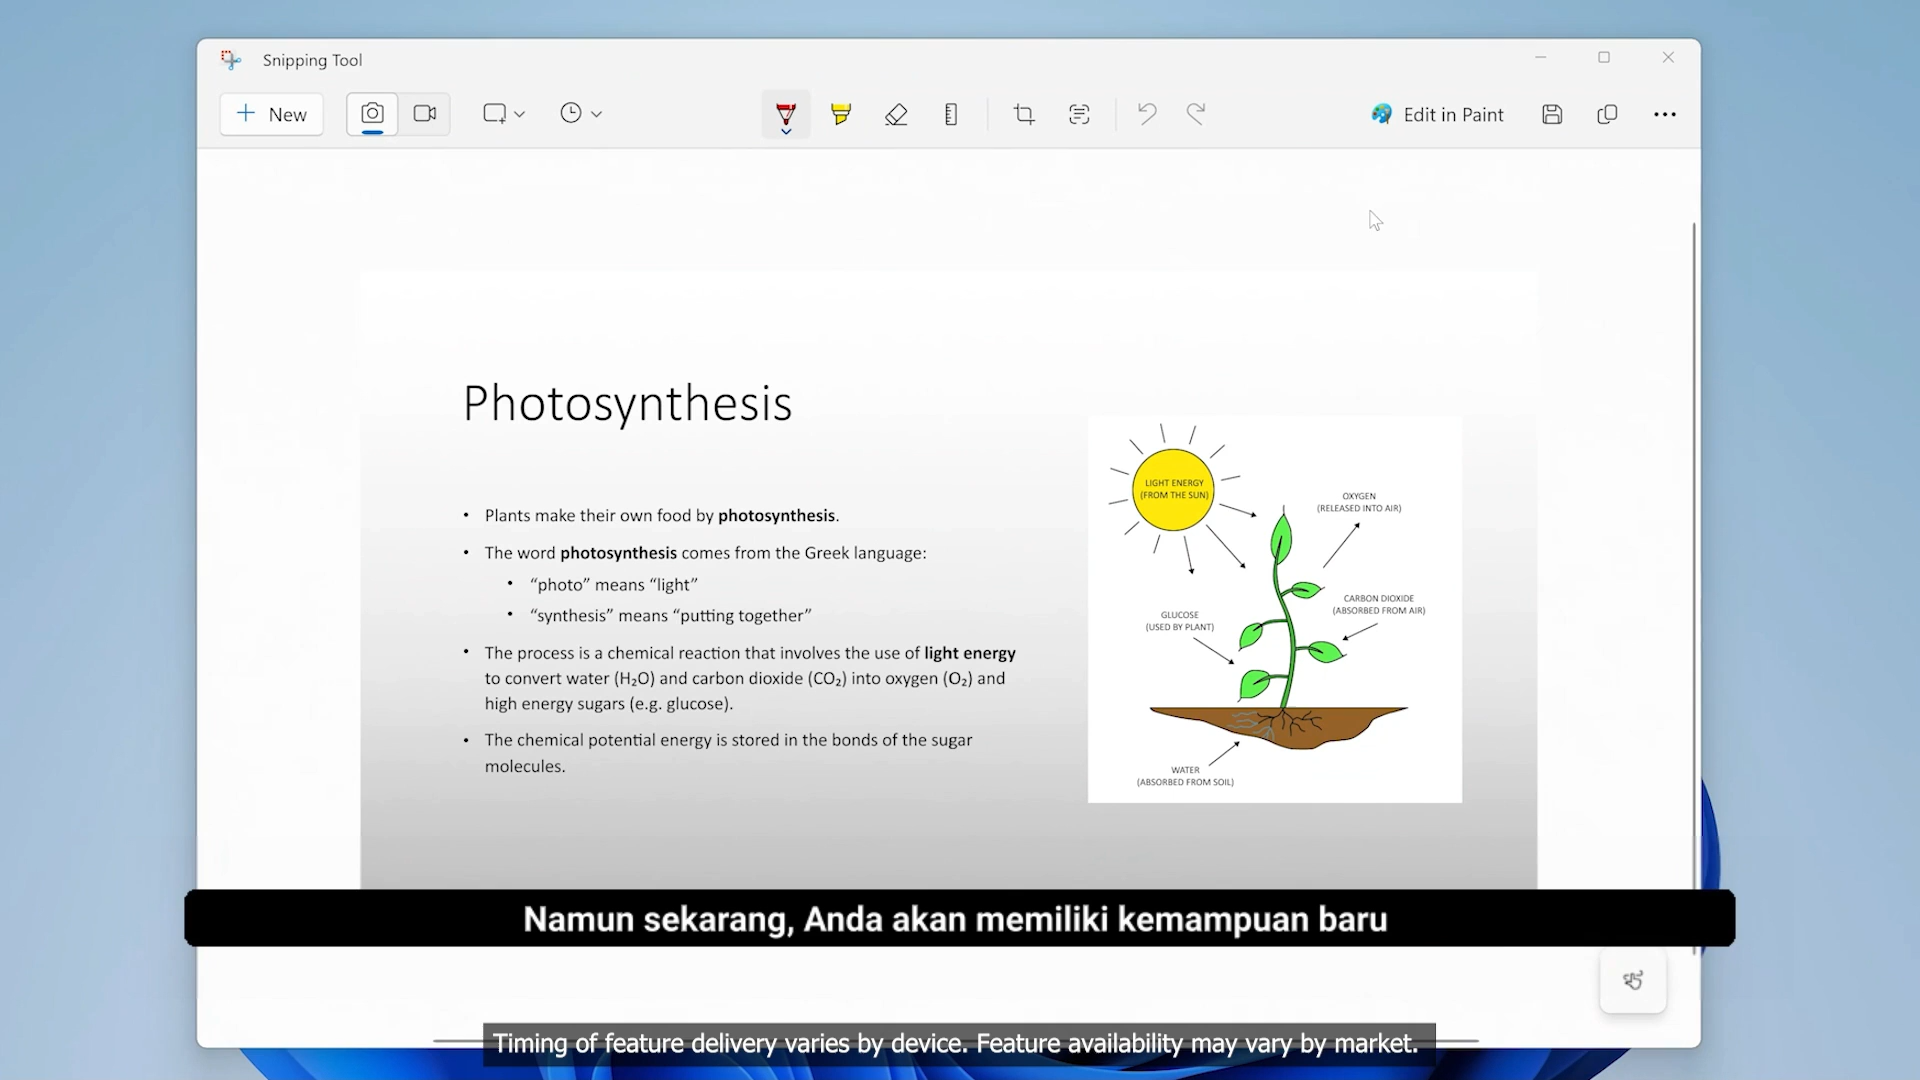 Snipping Tool
New
Edit in Paint
Photosynthesis
• Plants make their own food by photosynthesis.
• The word photosynthesis comes from the Greek language:
• “photo” means “light”
• “synthesis” means “putting together”
• The process is a chemical reaction that involves the use of light energy
to convert water (H₂O) and carbon dioxide (CO₂) into oxygen (O₂) and
high energy sugars (e.g. glucose).
• The chemical potential energy is stored in the bonds of the sugar
molecules.
LIGHT ENERGY
(FROM THE SUN)
OXYGEN
(RELEASED INTO AIR)
CARBON DIOXIDE
(ABSORBED FROM AIR)
GLUCOSE
(USED BY PLANT)
WATER
(ABSORBED FROM SOIL)
Namun sekarang, Anda akan memiliki kemampuan baru
Timing of feature delivery varies by device. Feature availability may vary by market.